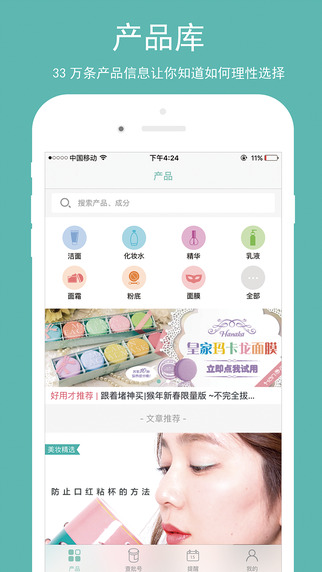 产品库
33 万条产品信息让你知道如何理性选择
中国移动
下午4:24
11%
产品
搜索产品，成分
洁面
化妆水
精华
乳液
面霜
粉底
面膜
全部
Hanaka
皇家玛卡龙面膜
立即点我试用
好用才推荐 | 跟着堵神买|猴年新春限量版 ~不完全拔...
- 文章推荐 -
美妆精选
防止口红粘杯的方法
产品
查批号
提醒
我的